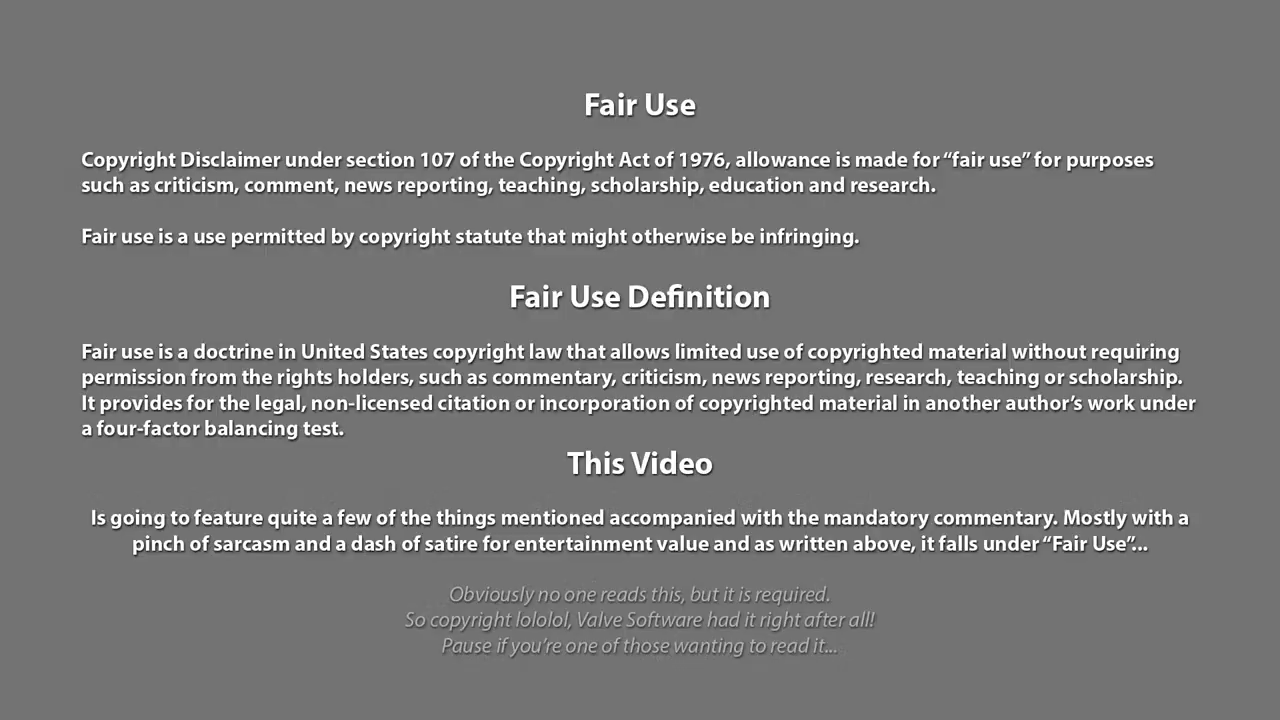 Fair Use
Copyright Disclaimer under section 107 of the Copyright Act of 1976, allowance is made for “fair use” for purposes
such as criticism, comment, news reporting, teaching, scholarship, education and research.
Fair use is a use permitted by copyright statute that might otherwise be infringing.
Fair Use Definition
Fair use is a doctrine in United States copyright law that allows limited use of copyrighted material without requiring
permission from the rights holders, such as commentary, criticism, news reporting, research, teaching or scholarship.
It provides for the legal, non-licensed citation or incorporation of copyrighted material in another author’s work under
a four-factor balancing test.
This Video
Is going to feature quite a few of the things mentioned accompanied with the mandatory commentary. Mostly with a
pinch of sarcasm and a dash of satire for entertainment value and as written above, it falls under “Fair Use”...
Obviously no one reads this, but it is required.
So copyright lololol, Valve Software had it right after all!
Pause if you’re one of those wanting to read it...